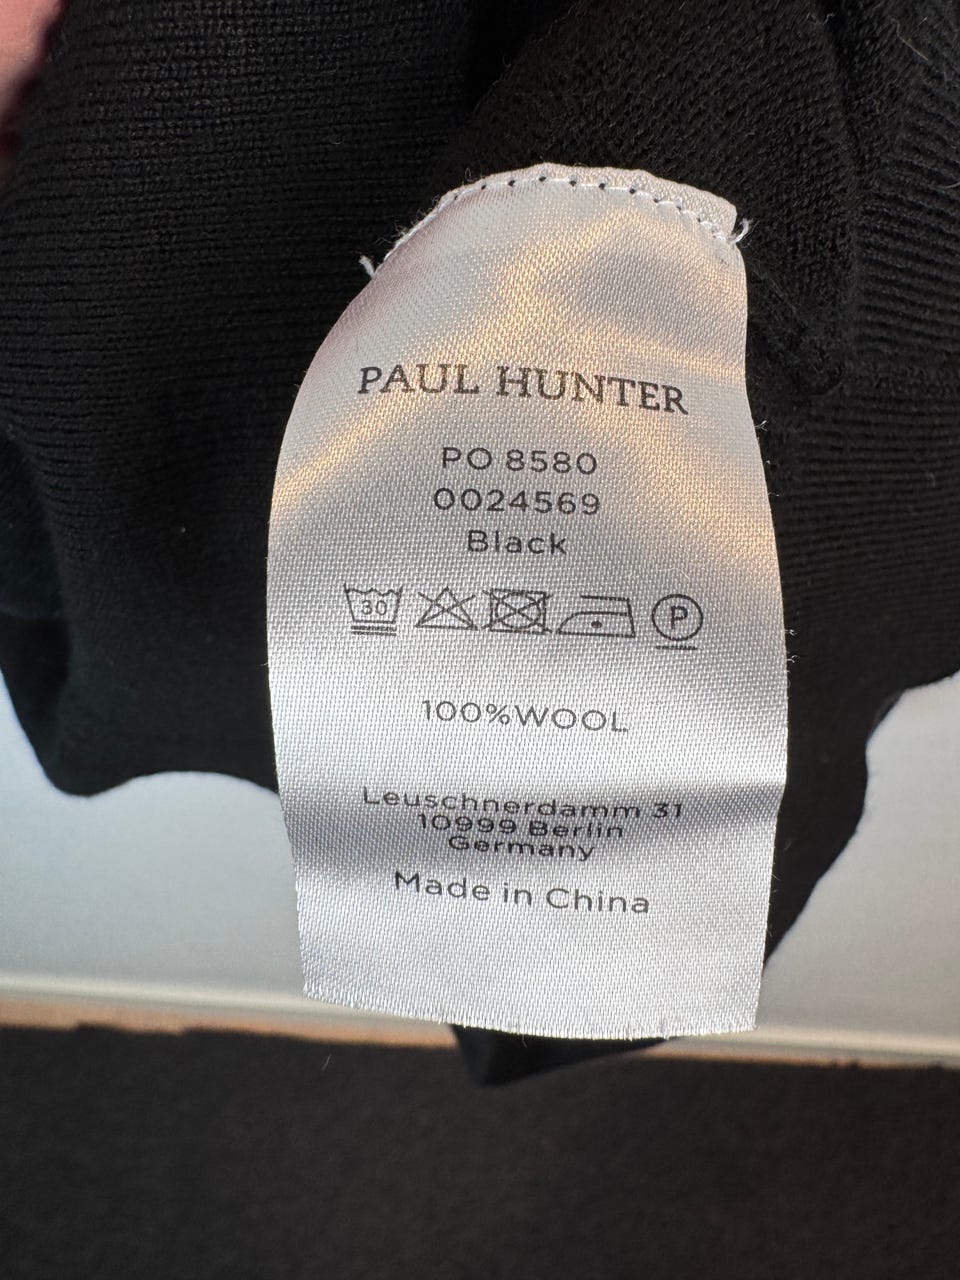 PAUL HUNTER
PO 8580
0024569
Black
30 P
100%WOOL
Leuschnerdamm 31
10999 Berlin
Germany
Made in China